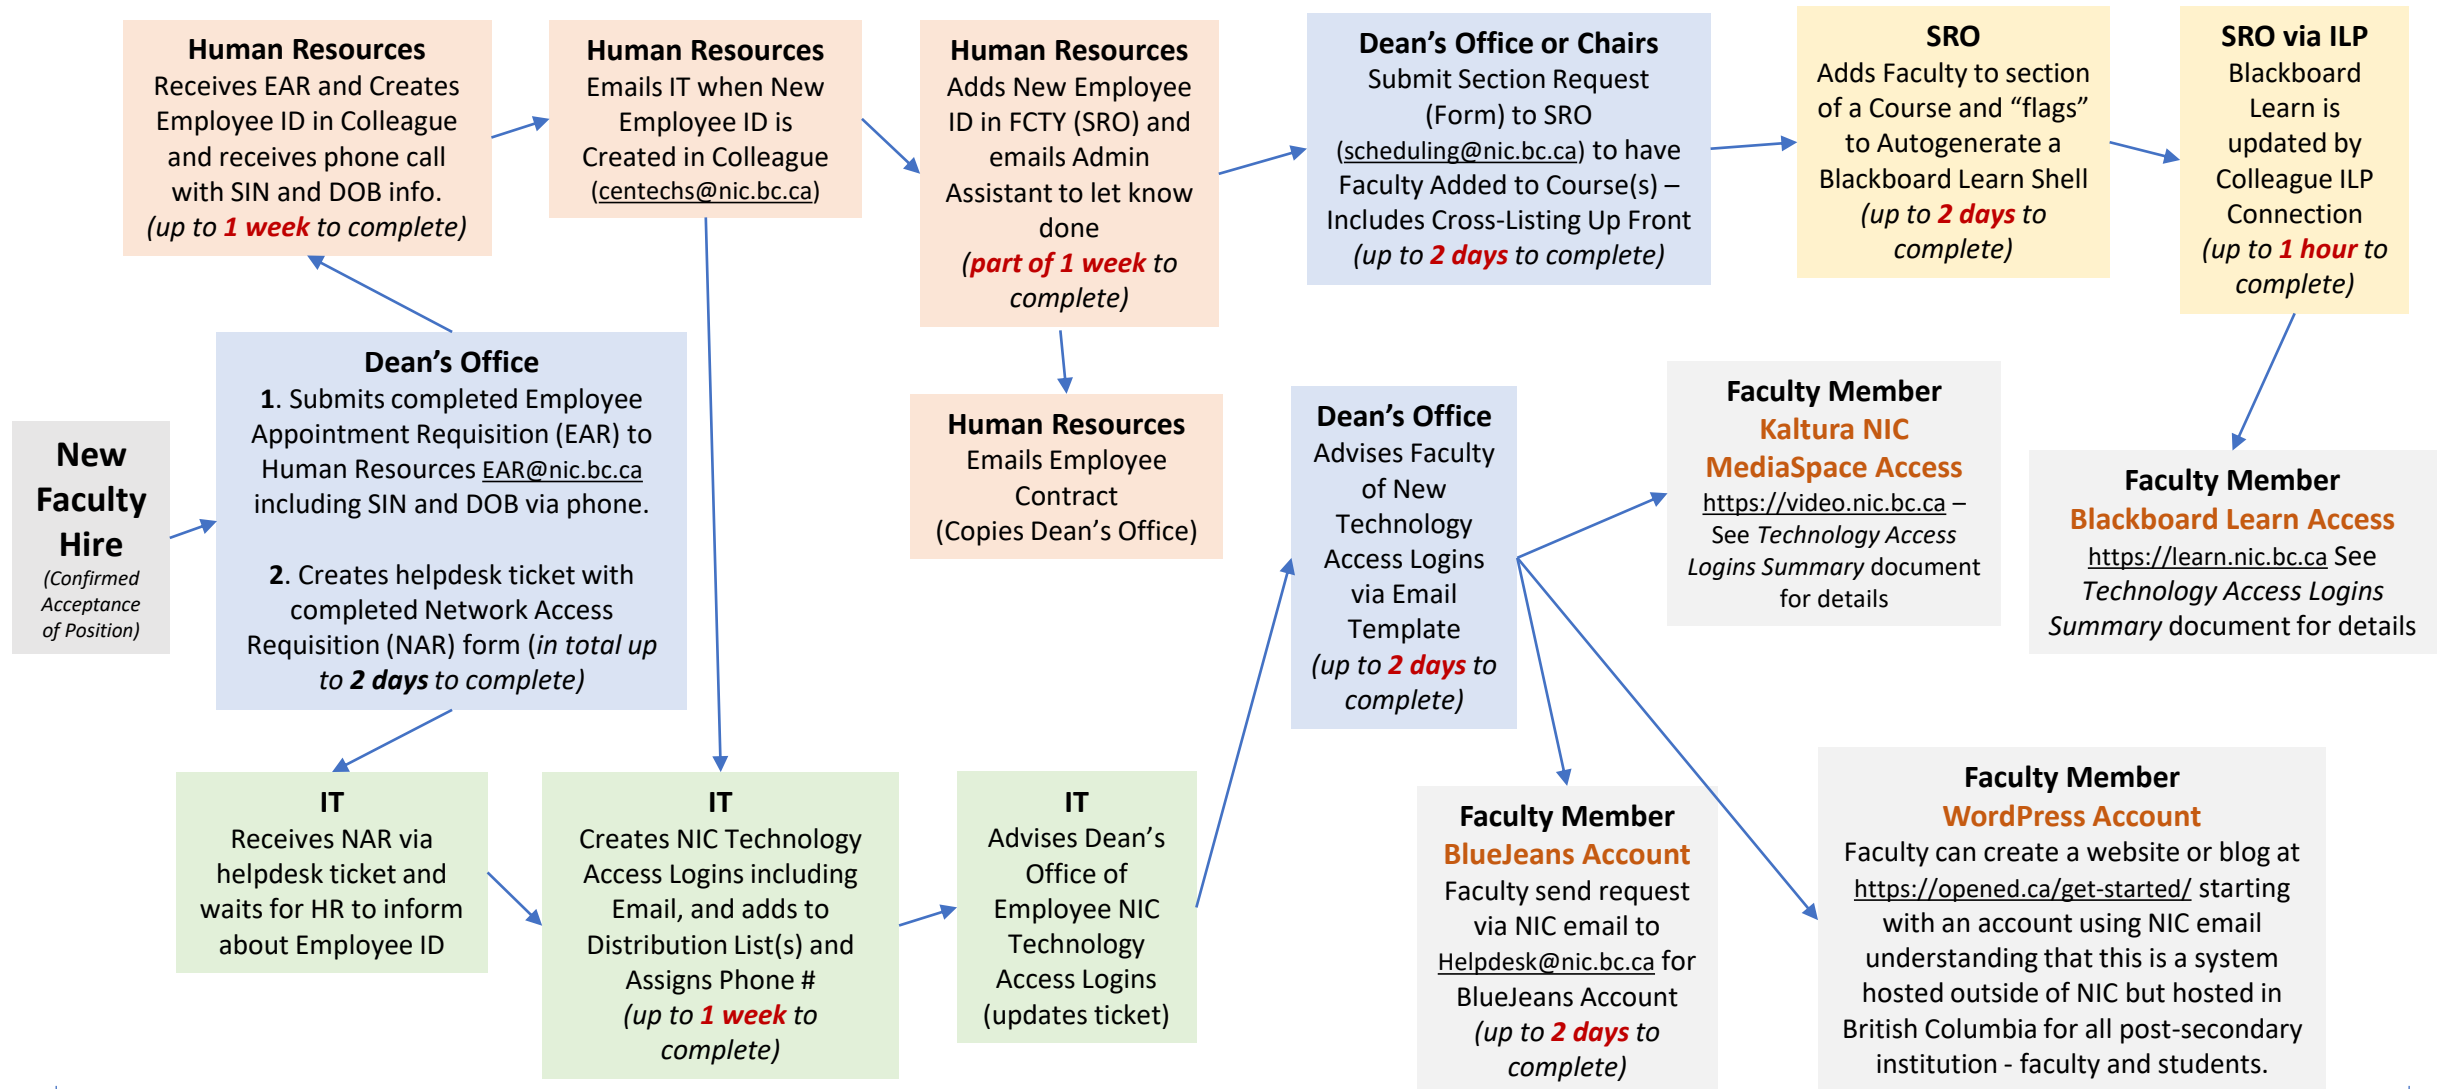 Human Resources
Receives EAR and Creates
Employee ID in Colleague
and receives phone call
with SIN and DOB info.
(up to 1 week to complete)
Human Resources
Emails IT when New
Employee ID is
Created in Colleague
(centechs@nic.bc.ca)
Human Resources
Adds New Employee
ID in FCTY (SRO) and
emails Admin
Assistant to let know
done
(part of 1 week to
complete)
Dean’s Office or Chairs
Submit Section Request
(Form) to SRO
(scheduling@nic.bc.ca) to have
Faculty Added to Course(s) –
Includes Cross-Listing Up Front
(up to 2 days to complete)
SRO
Adds Faculty to section
of a Course and “flags”
to Autogenerate a
Blackboard Learn Shell
(up to 2 days to
complete)
SRO via ILP
Blackboard
Learn is
updated by
Colleague ILP
Connection
(up to 1 hour to
complete)
New
Faculty
Hire
(Confirmed
Acceptance
of Position)
Dean’s Office
1. Submits completed Employee
Appointment Requisition (EAR) to
Human Resources EAR@nic.bc.ca
including SIN and DOB via phone.
2. Creates helpdesk ticket with
completed Network Access
Requisition (NAR) form (in total up
to 2 days to complete)
Human Resources
Emails Employee
Contract
(Copies Dean’s Office)
Dean’s Office
Advises Faculty
of New
Technology
Access Logins
via Email
Template
(up to 2 days to
complete)
Faculty Member
Kaltura NIC
MediaSpace Access
https://video.nic.bc.ca –
See Technology Access
Logins Summary document
for details
Faculty Member
Blackboard Learn Access
https://learn.nic.bc.ca See
Technology Access Logins
Summary document for details
IT
Receives NAR via
helpdesk ticket and
waits for HR to inform
about Employee ID
IT
Creates NIC Technology
Access Logins including
Email, and adds to
Distribution List(s) and
Assigns Phone #
(up to 1 week to
complete)
IT
Advises Dean’s
Office of
Employee NIC
Technology
Access Logins
(updates ticket)
Faculty Member
BlueJeans Account
Faculty send request
via NIC email to
Helpdesk@nic.bc.ca for
BlueJeans Account
(up to 2 days to
complete)
Faculty Member
WordPress Account
Faculty can create a website or blog at
https://opened.ca/get-started/ starting
with an account using NIC email
understanding that this is a system
hosted outside of NIC but hosted in
British Columbia for all post-secondary
institution - faculty and students.